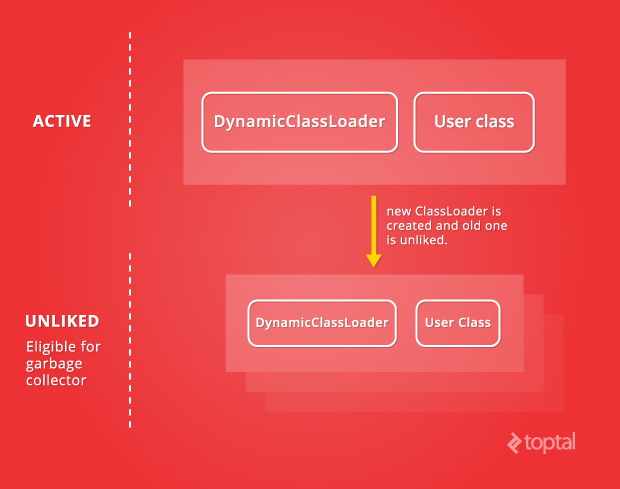 ACTIVE
DynamicClassLoader
User class
new ClassLoader is
created and old one
is unliked.
UNLIKED
Eligible for
garbage
collector
DynamicClassLoader
User Class
toptal